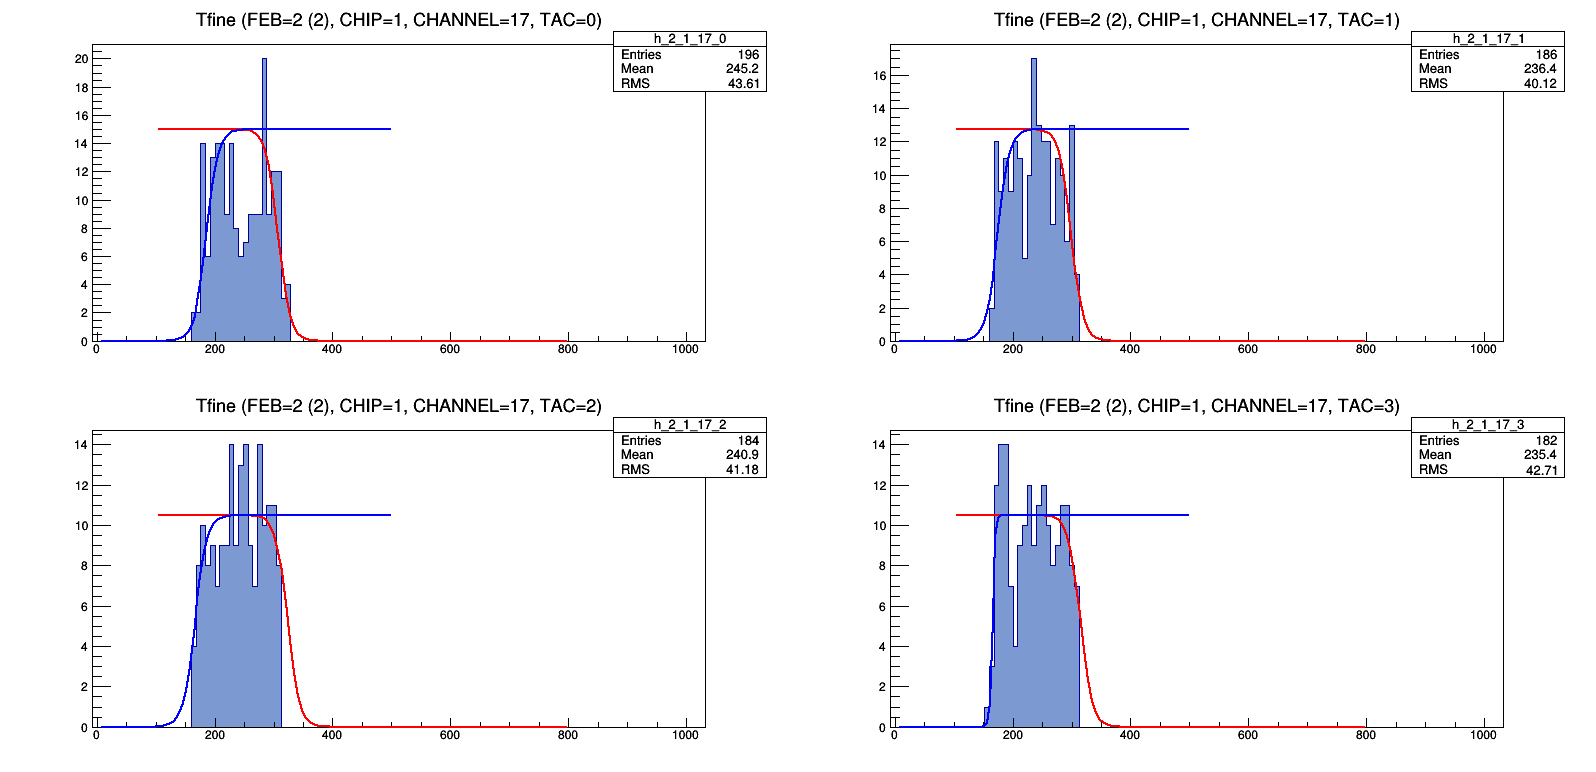 Tfine (FEB=2 (2), CHIP=1, CHANNEL=17, TAC=0)
h_2_1_17_0
Entries 196
Mean 245.2
RMS 43.61
20
18
16
14
12
10
8
6
4
2
0
0 200 400 600 800 1000
Tfine (FEB=2 (2), CHIP=1, CHANNEL=17, TAC=1)
h_2_1_17_1
Entries 186
Mean 236.4
RMS 40.12
16
14
12
10
8
6
4
2
0
0 200 400 600 800 1000
Tfine (FEB=2 (2), CHIP=1, CHANNEL=17, TAC=2)
h_2_1_17_2
Entries 184
Mean 240.9
RMS 41.18
14
12
10
8
6
4
2
0
0 200 400 600 800 1000
Tfine (FEB=2 (2), CHIP=1, CHANNEL=17, TAC=3)
h_2_1_17_3
Entries 182
Mean 235.4
RMS 42.71
14
12
10
8
6
4
2
0
0 200 400 600 800 1000